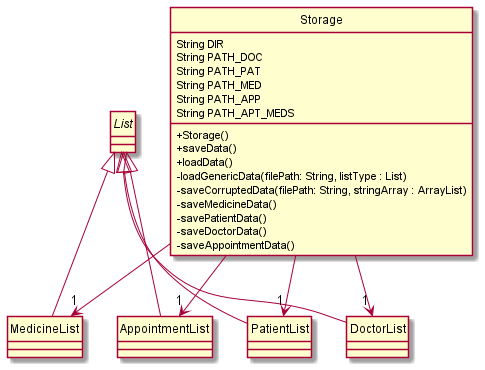 Storage
String DIR
String PATH_DOC
String PATH_PAT
String PATH_MED
String PATH_APP
String PATH_APT_MEDS
+Storage()
+saveData()
+loadData()
-loadGenericData(filePath: String, listType : List)
-saveCorruptedData(filePath: String, stringArray : ArrayList)
-saveMedicineData()
-savePatientData()
-saveDoctorData()
-saveAppointmentData()
List
1
1
1
1
MedicineList
AppointmentList
PatientList
DoctorList